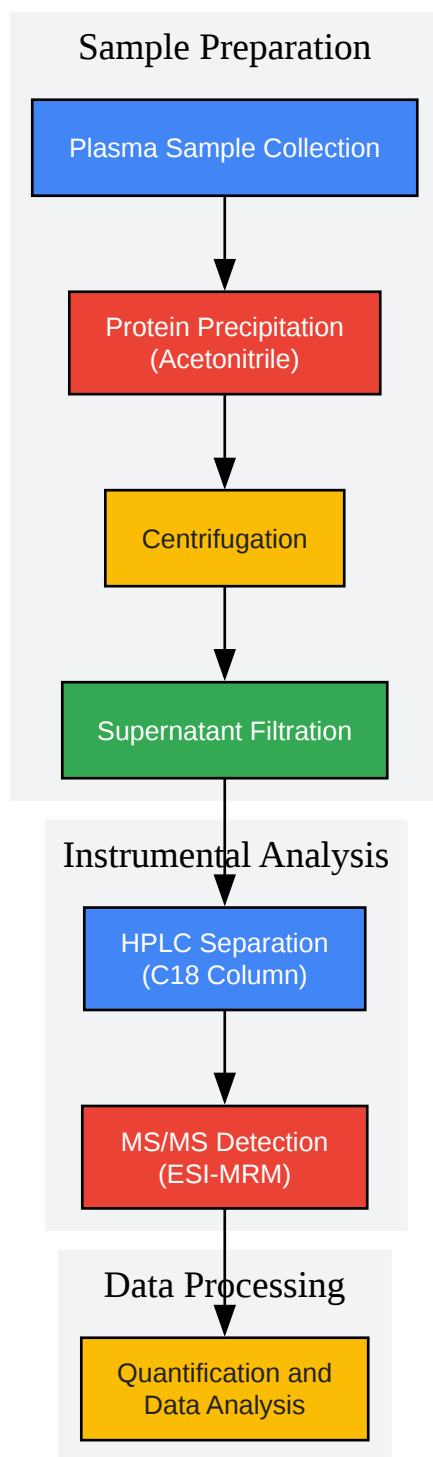 Sample Preparation
Plasma Sample Collection
Protein Precipitation
(Acetonitrile)
Centrifugation
Supernatant Filtration
Instrumental Analysis
HPLC Separation
(C18 Column)
MS/MS Detection
(ESI-MRM)
Data Processing
Quantification and
Data Analysis